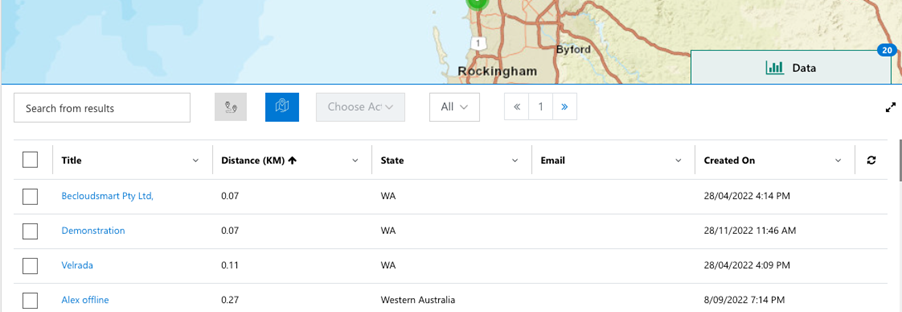 1
Byford
Rockingham
20
Data
Search from results
Choose Act
All
« 1 »
Title Distance (KM) State Email Created On
Becloudsmart Pty Ltd, 0.07 WA 28/04/2022 4:14 PM
Demonstration 0.07 WA 28/11/2022 11:46 AM
Velrada 0.11 WA 28/04/2022 4:09 PM
Alex offline 0.27 Western Australia 8/09/2022 7:14 PM